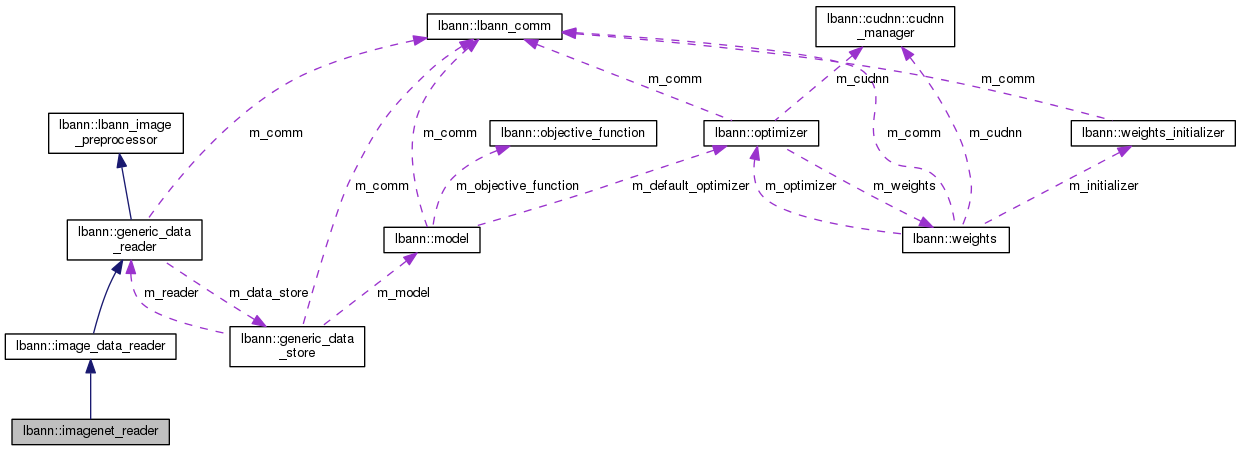 lbann::lbann_comm
lbann::cudnn::cudnn
_manager
m_comm
m_cudnn
m_comm
lbann::lbann_image
_preprocessor
m_comm
m_comm
lbann::objective_function
lbann::optimizer
m_comm
m_cudnn
lbann::weights_initializer
m_comm
m_objective_function
m_default_optimizer
m_optimizer
m_weights
m_initializer
lbann::generic_data
_reader
lbann::model
lbann::weights
m_reader
m_data_store
m_model
lbann::image_data_reader
lbann::generic_data
_store
lbann::imagenet_reader